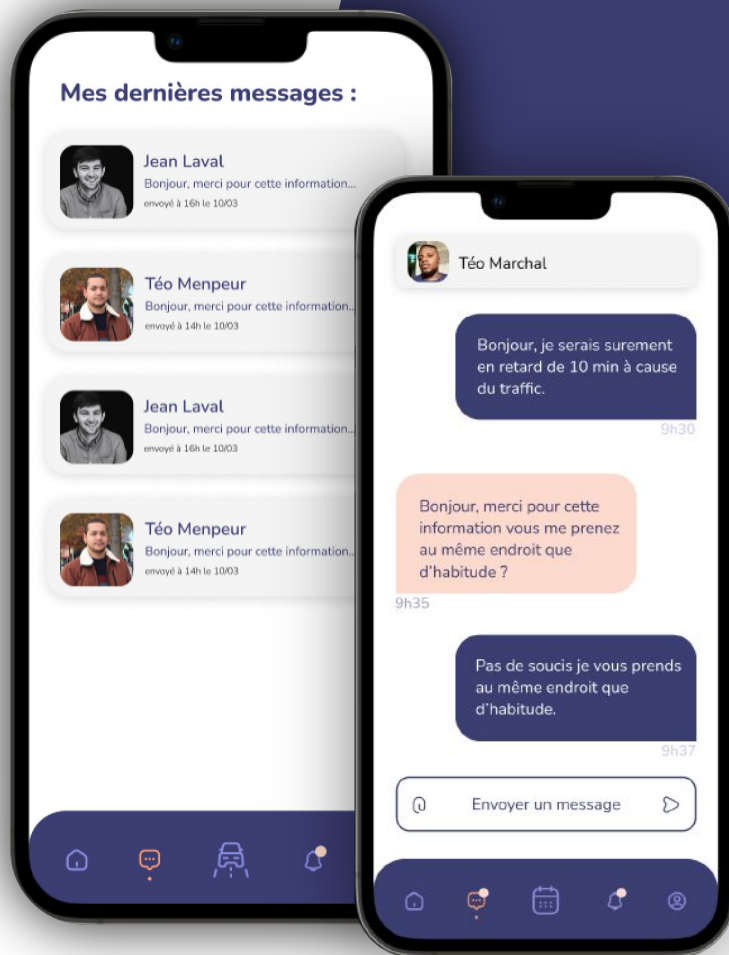 Mes dernières messages :
Jean Laval
Bonjour, merci pour cette information...
envoyé à 16h le 10/03
Téo Menpeur
Bonjour, merci pour cette information...
envoyé à 14h le 10/03
Jean Laval
Bonjour, merci pour cette information...
envoyé à 16h le 10/03
Téo Menpeur
Bonjour, merci pour cette information...
envoyé à 14h le 10/03
Téo Marchal
Bonjour, je serais surement
en retard de 10 min à cause
du traffic.
9h30
Bonjour, merci pour cette
information vous me prenez
au même endroit que
d'habitude ?
9h35
Pas de soucis je vous prends
au même endroit que
d'habitude.
9h37
Envoyer un message